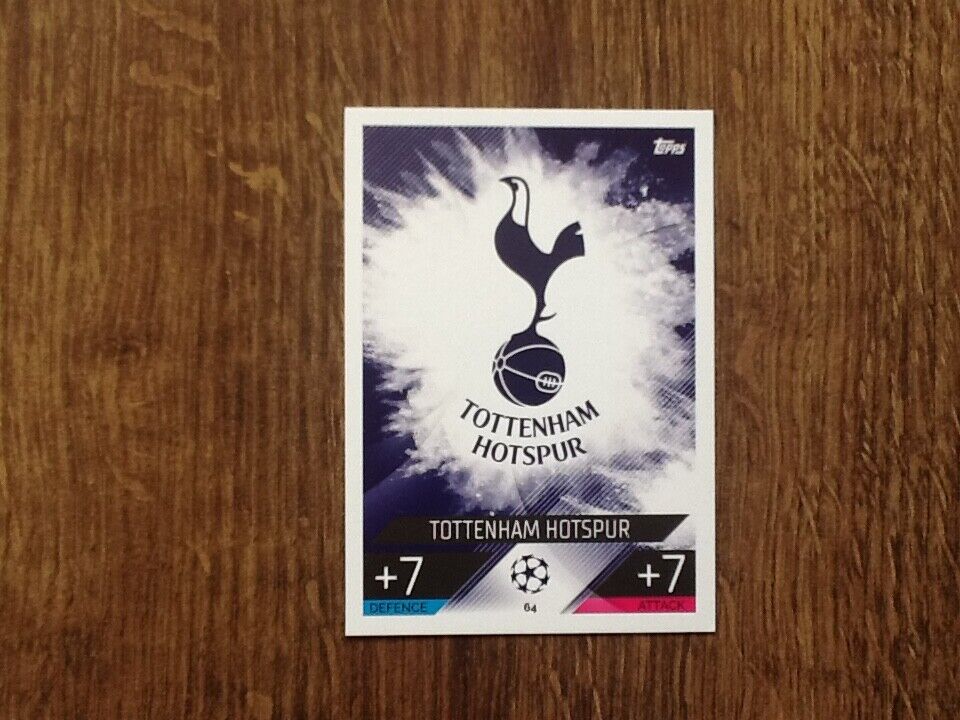 Topps
TOTTENHAM
HOTSPUR
TOTTENHAM HOTSPUR
+7
+7
DEFENCE
64
ATTACK